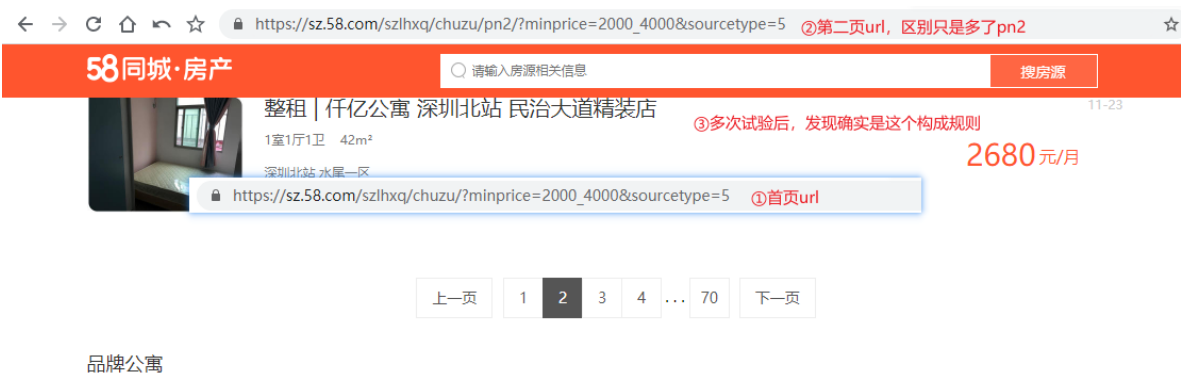 https://sz.58.com/szlhxq/chuzu/pn2/?minprice=2000_4000&sourcetype=5 ②第二页url，区别只是多了pn2
58同城·房产 请输入房源相关信息 搜房源
整租 | 仟亿公寓 深圳北站 民治大道精装店 11-23
③多次试验后，发现确实是这个构成规则
1室1厅1卫 42m²
2680元/月
深圳北站 水尾一区
https://sz.58.com/szlhxq/chuzu/?minprice=2000_4000&sourcetype=5 ①首页url
上一页 1 2 3 4 ... 70 下一页
品牌公寓